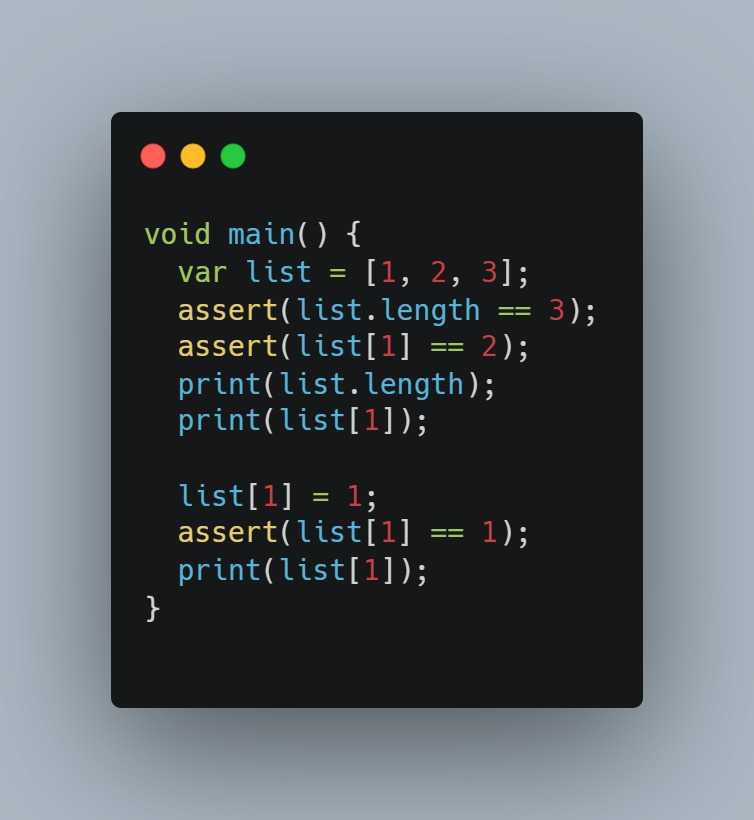 void main() {
  var list = [1, 2, 3];
  assert(list.length == 3);
  assert(list[1] == 2);
  print(list.length);
  print(list[1]);

  list[1] = 1;
  assert(list[1] == 1);
  print(list[1]);
}